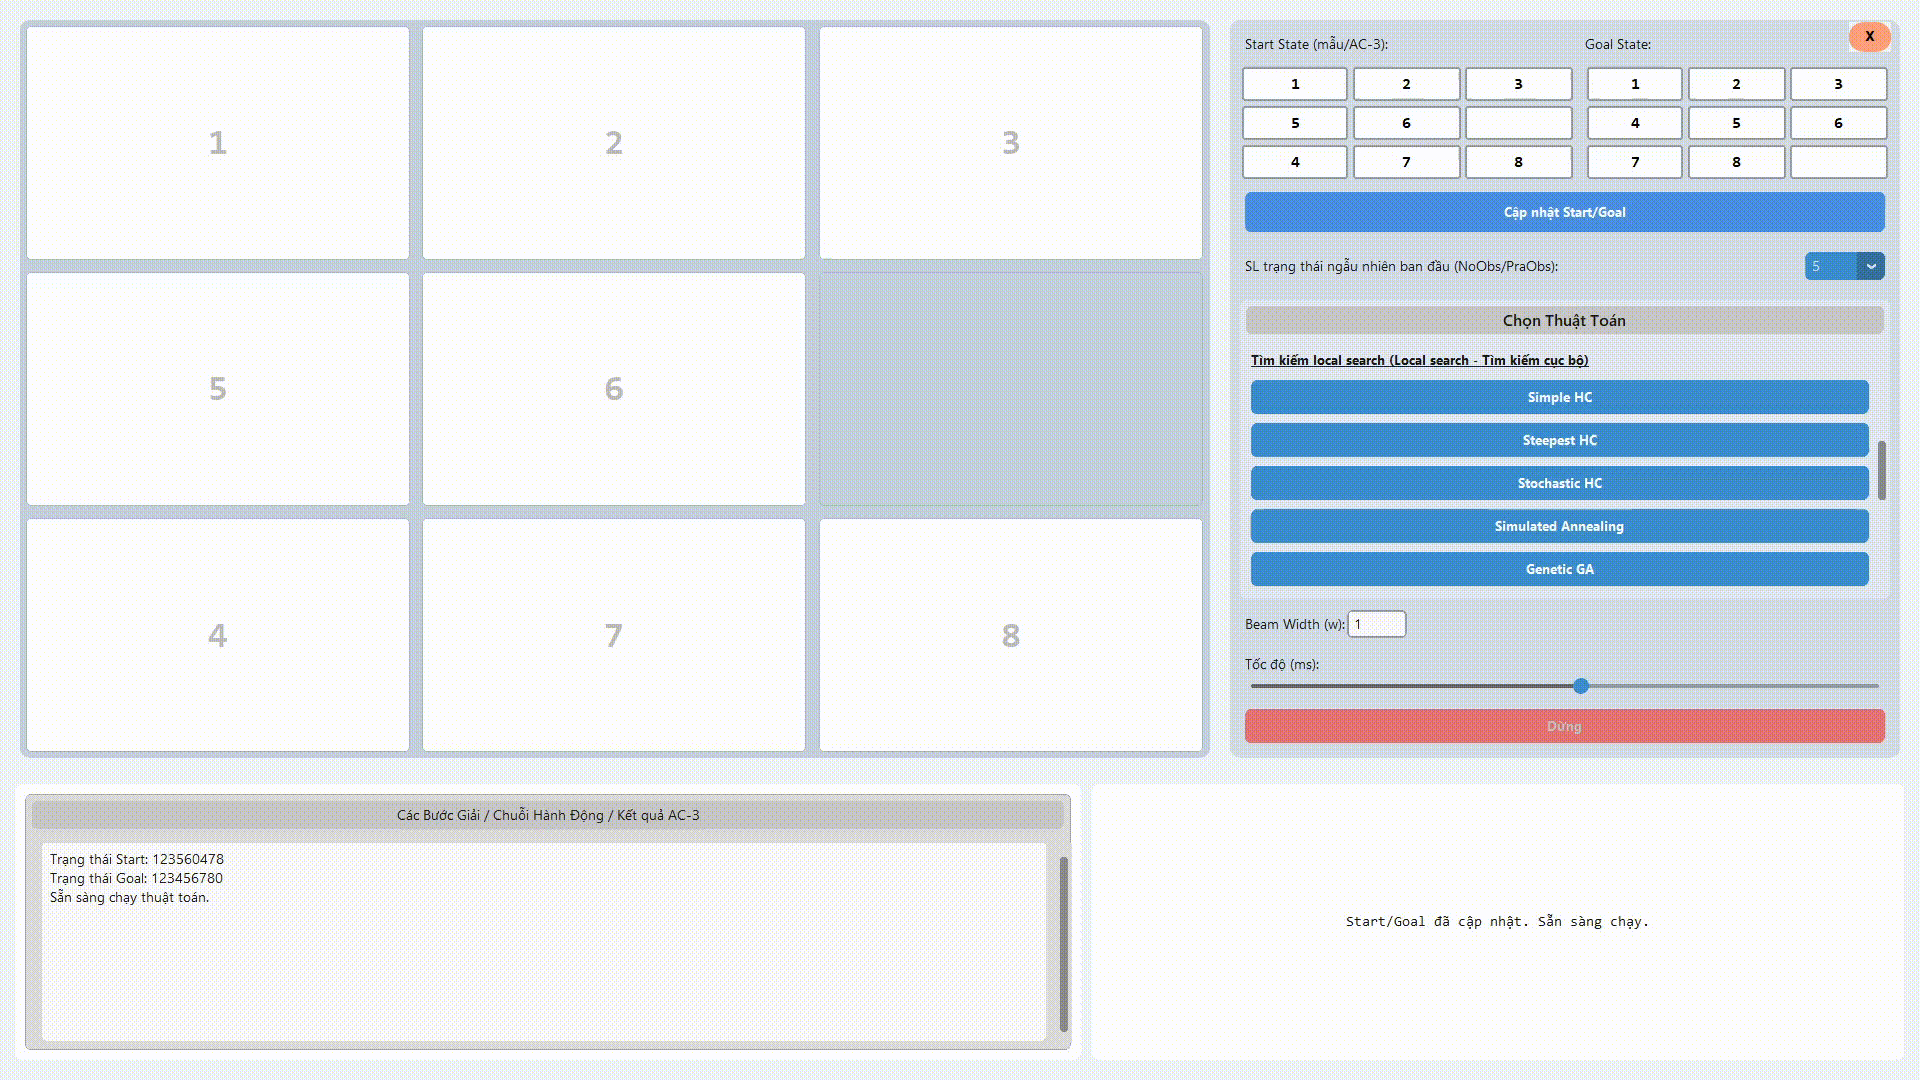 1 2 3
5 6
4 7 8
Start State (mẫu/AC-3):
1 2 3
5 6
4 7 8
Goal State:
1 2 3
4 5 6
7 8
X
Cập nhật Start/Goal
SL trạng thái ngẫu nhiên ban đầu (NoObs/PraObs): 5
Chọn Thuật Toán
Tìm kiếm local search (Local search - Tìm kiếm cục bộ)
Simple HC
Steepest HC
Stochastic HC
Simulated Annealing
Genetic GA
Beam Width (w): 1
Tốc độ (ms):
Dừng
Các Bước Giải / Chuỗi Hành Động / Kết quả AC-3
Trạng thái Start: 123560478
Trạng thái Goal: 123456780
Sẵn sàng chạy thuật toán.
Start/Goal đã cập nhật. Sẵn sàng chạy.